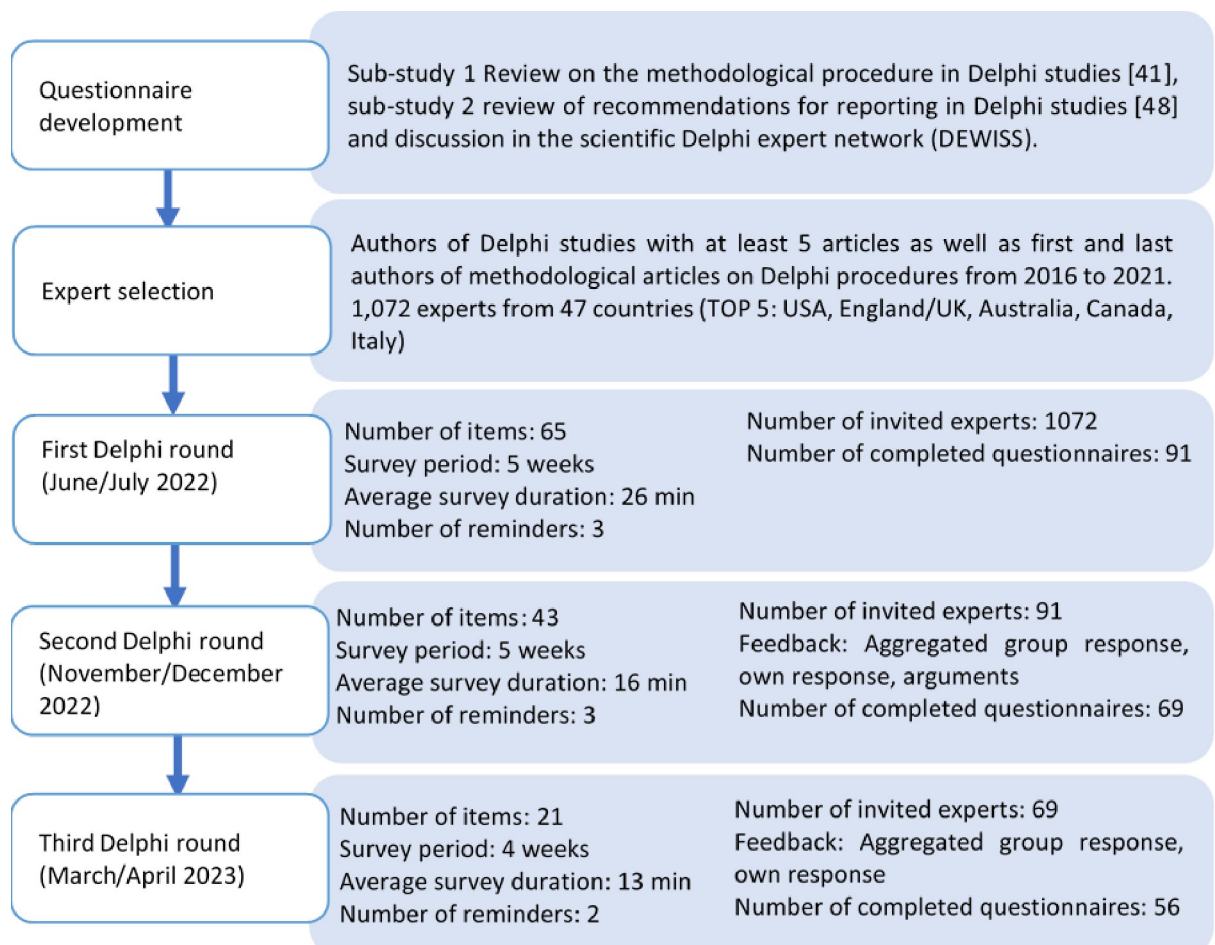 Questionnaire
development
Sub-study 1 Review on the methodological procedure in Delphi studies [41],
sub-study 2 review of recommendations for reporting in Delphi studies [48]
and discussion in the scientific Delphi expert network (DEWISS).
Expert selection
Authors of Delphi studies with at least 5 articles as well as first and last
authors of methodological articles on Delphi procedures from 2016 to 2021.
1,072 experts from 47 countries (TOP 5: USA, England/UK, Australia, Canada,
Italy)
First Delphi round
(June/July 2022)
Number of items: 65
Survey period: 5 weeks
Average survey duration: 26 min
Number of reminders: 3
Number of invited experts: 1072
Number of completed questionnaires: 91
Second Delphi round
(November/December
2022)
Number of items: 43
Survey period: 5 weeks
Average survey duration: 16 min
Number of reminders: 3
Number of invited experts: 91
Feedback: Aggregated group response,
own response, arguments
Number of completed questionnaires: 69
Third Delphi round
(March/April 2023)
Number of items: 21
Survey period: 4 weeks
Average survey duration: 13 min
Number of reminders: 2
Number of invited experts: 69
Feedback: Aggregated group response,
own response
Number of completed questionnaires: 56